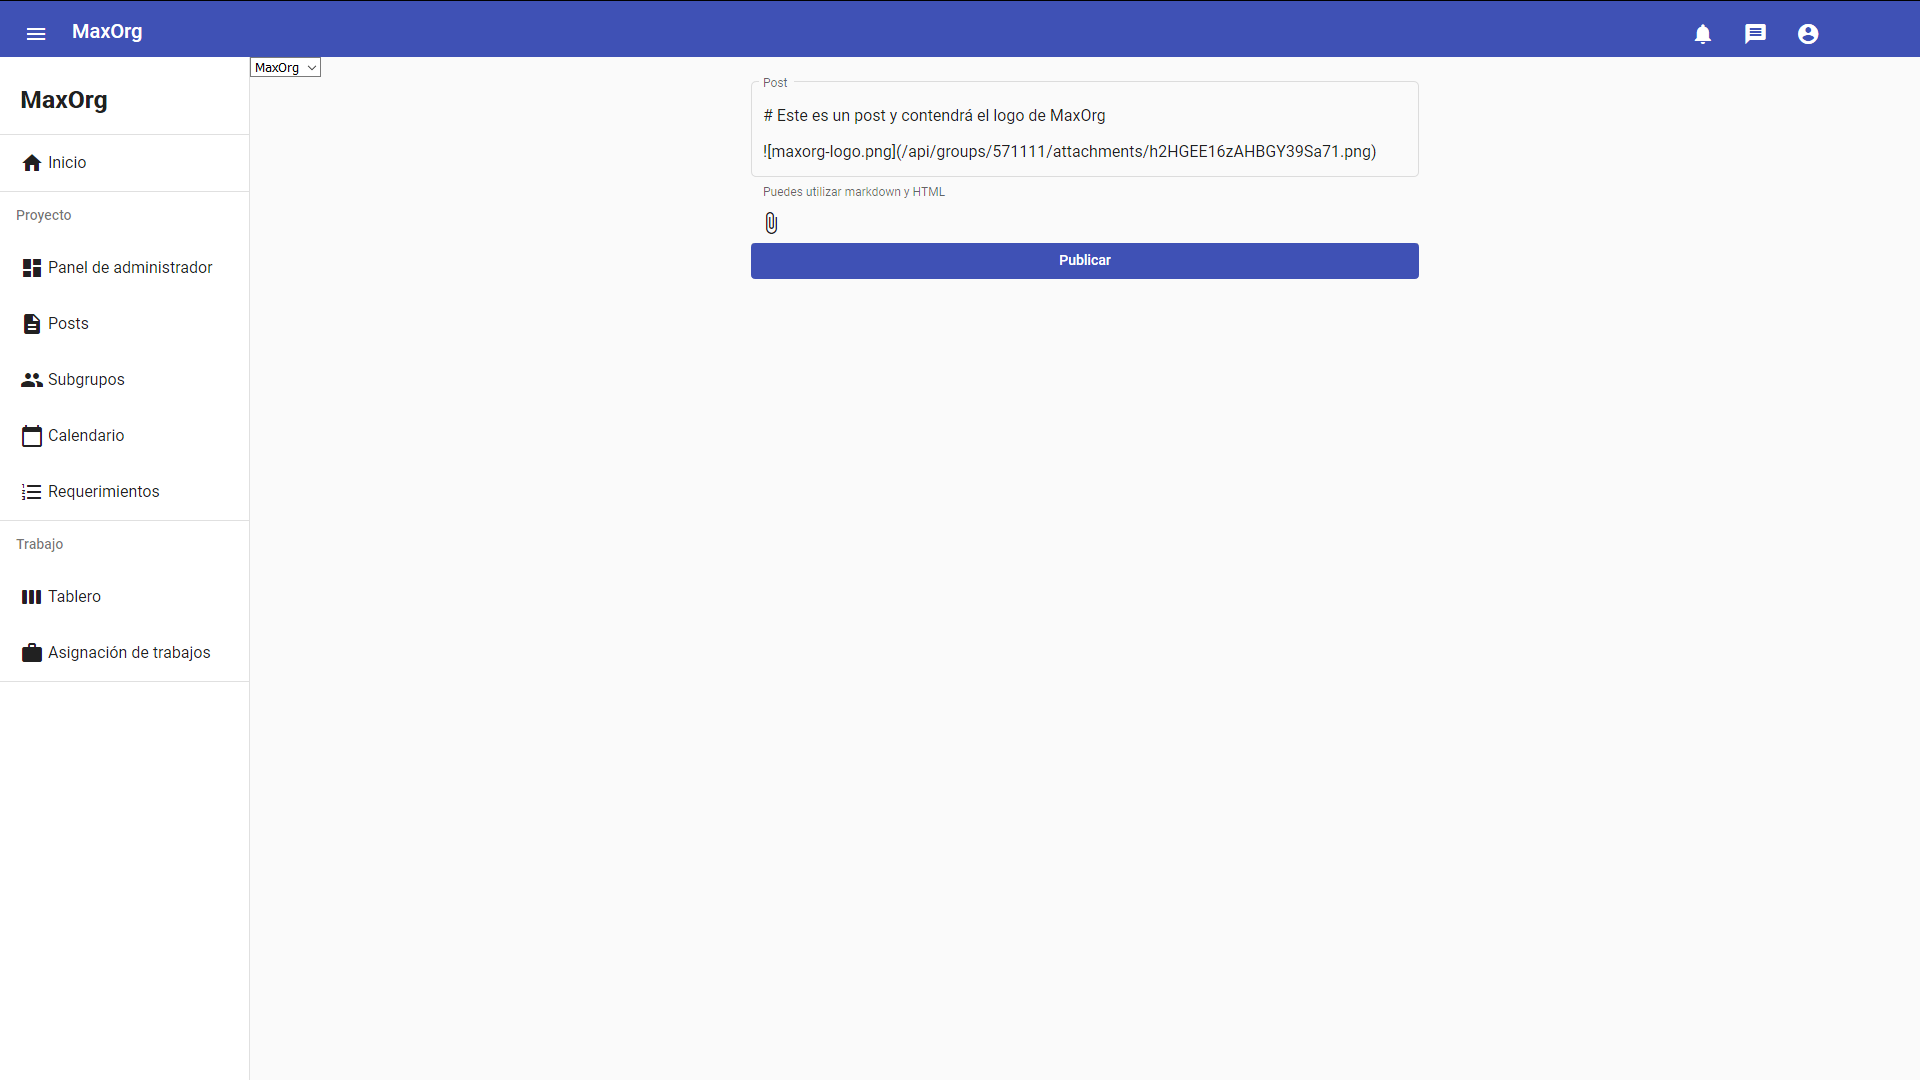 MaxOrg
MaxOrg
MaxOrg
Inicio
Proyecto
Panel de administrador
Posts
Subgrupos
Calendario
Requerimientos
Trabajo
Tablero
Asignación de trabajos
Post
# Este es un post y contendrá el logo de MaxOrg
![maxorg-logo.png](/api/groups/571111/attachments/h2HGEE16zAHBGY39Sa71.png)
Puedes utilizar markdown y HTML
Publicar